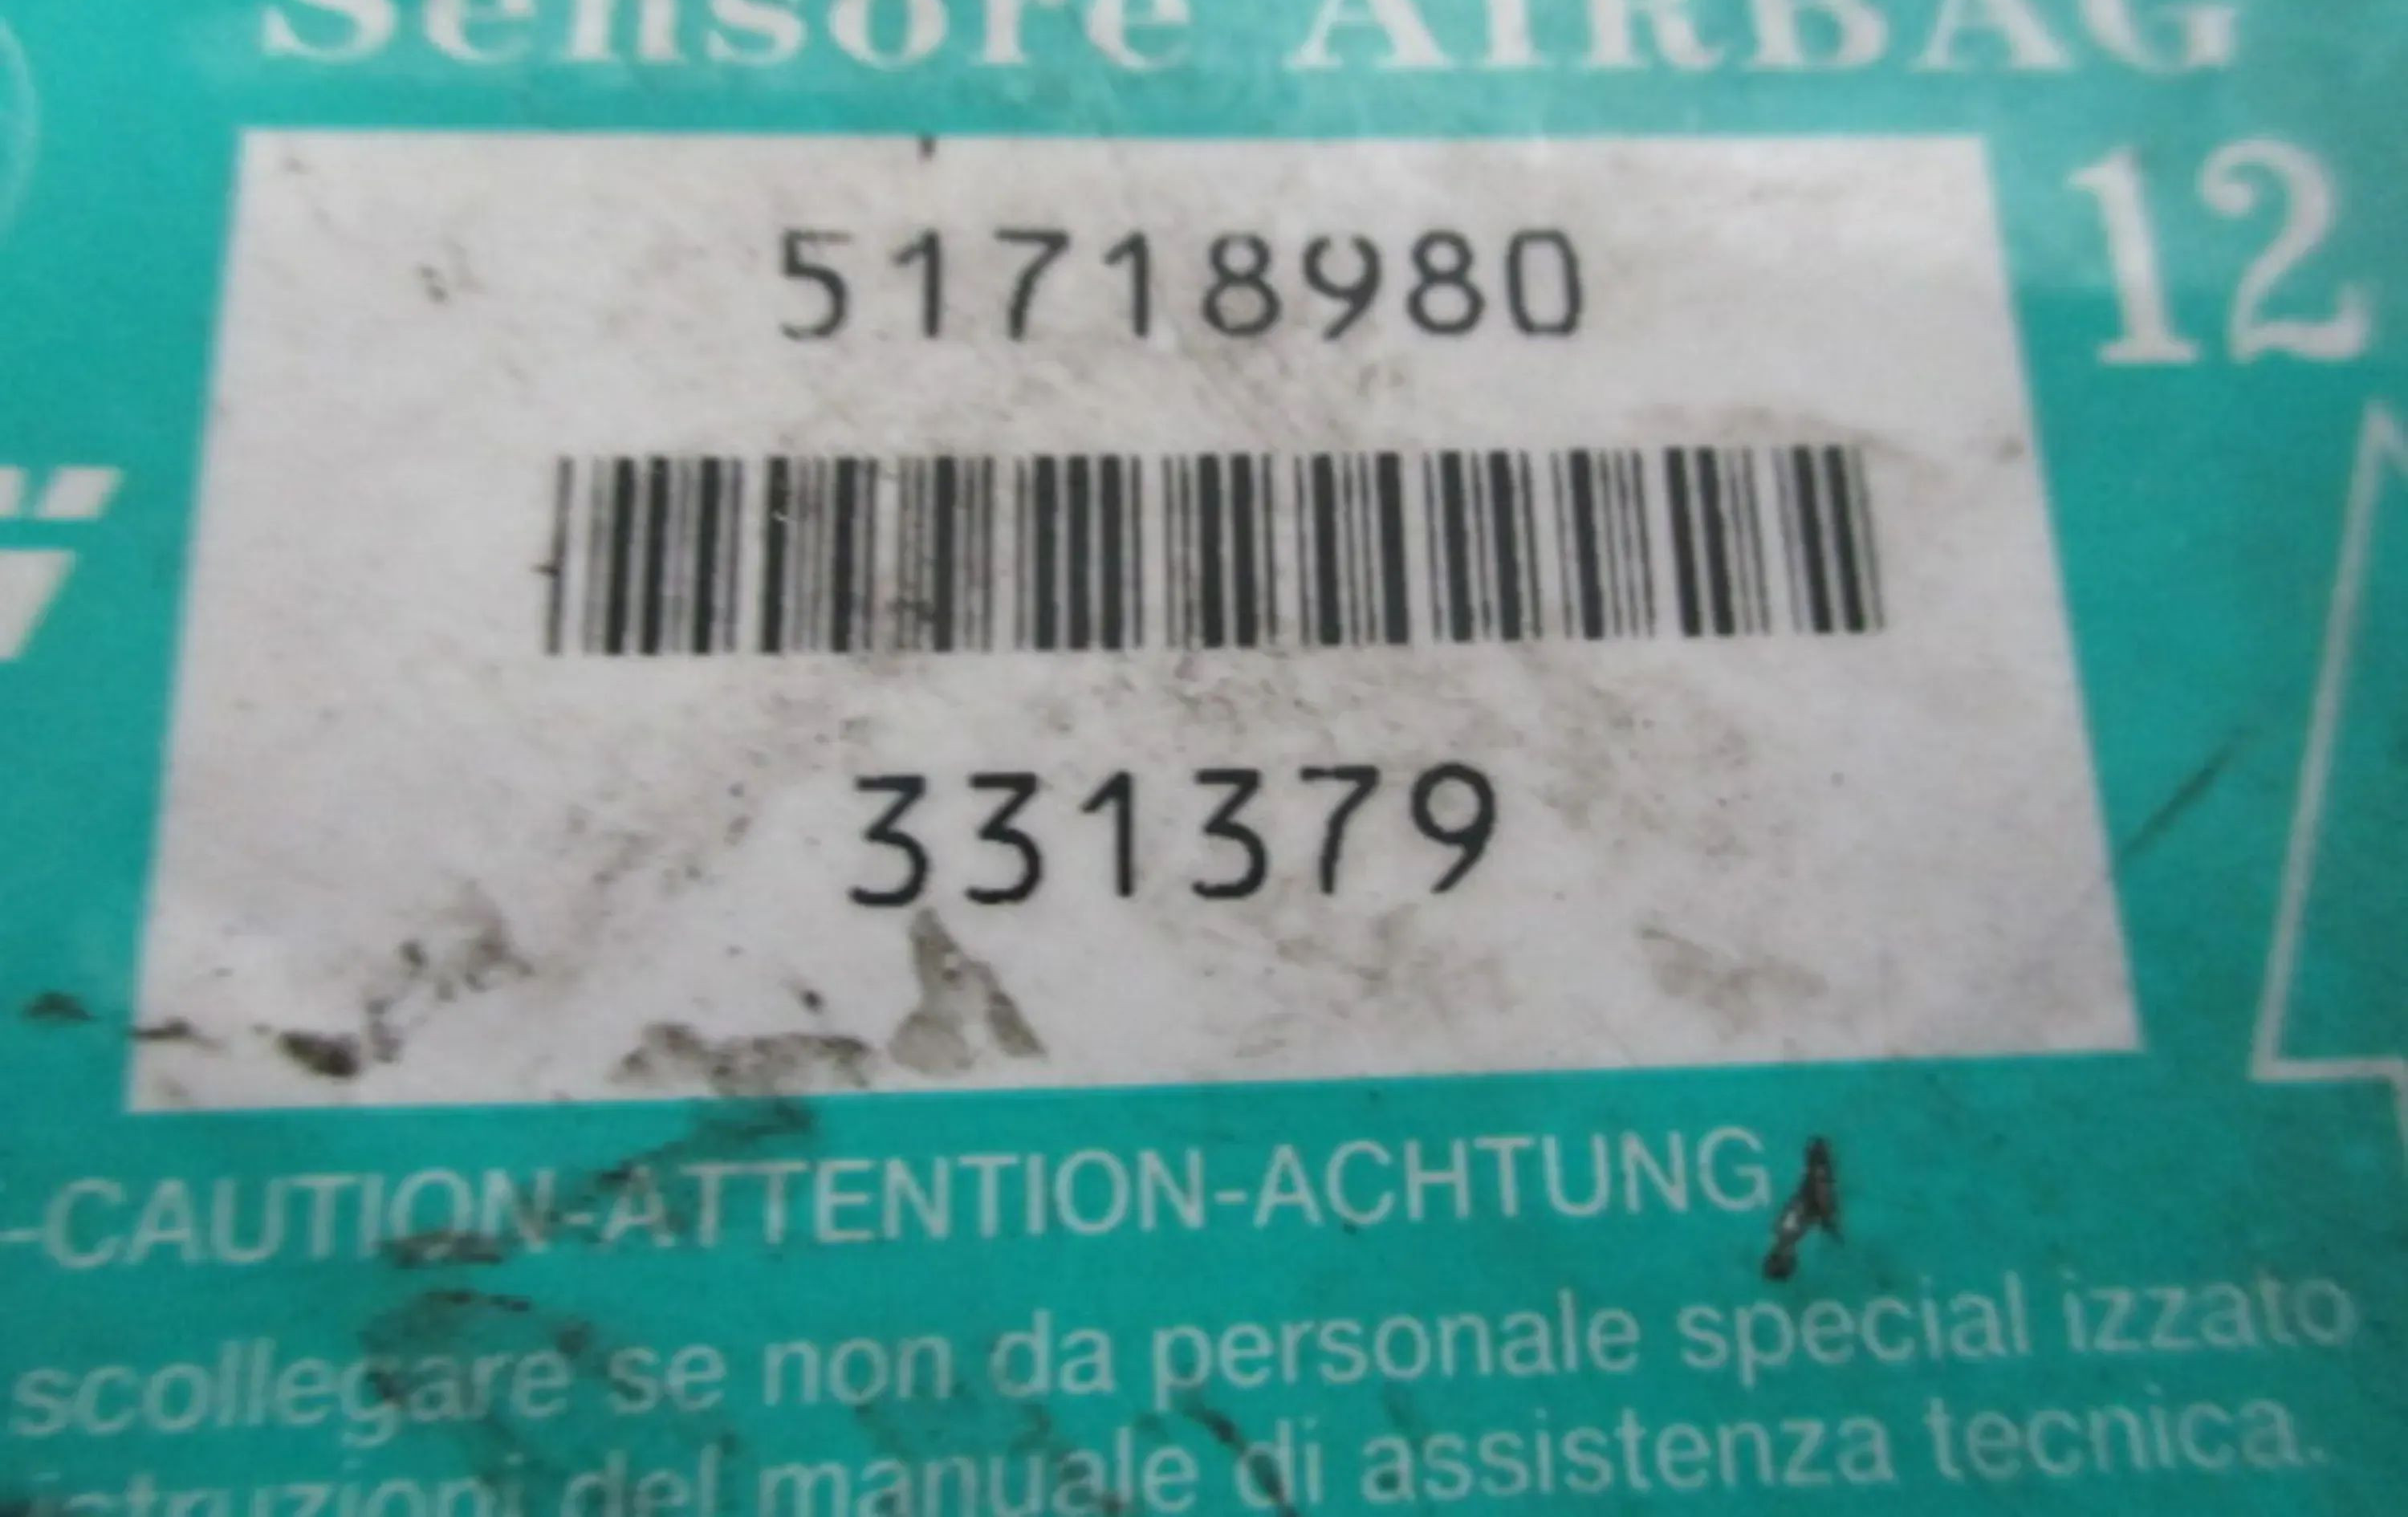 Sensore AIRBAG
12
51718980
331379
-CAUTION-ATTENTION-ACHTUNG
scollegare se non da personale special izzato
istruzioni del manuale di assistenza tecnica.